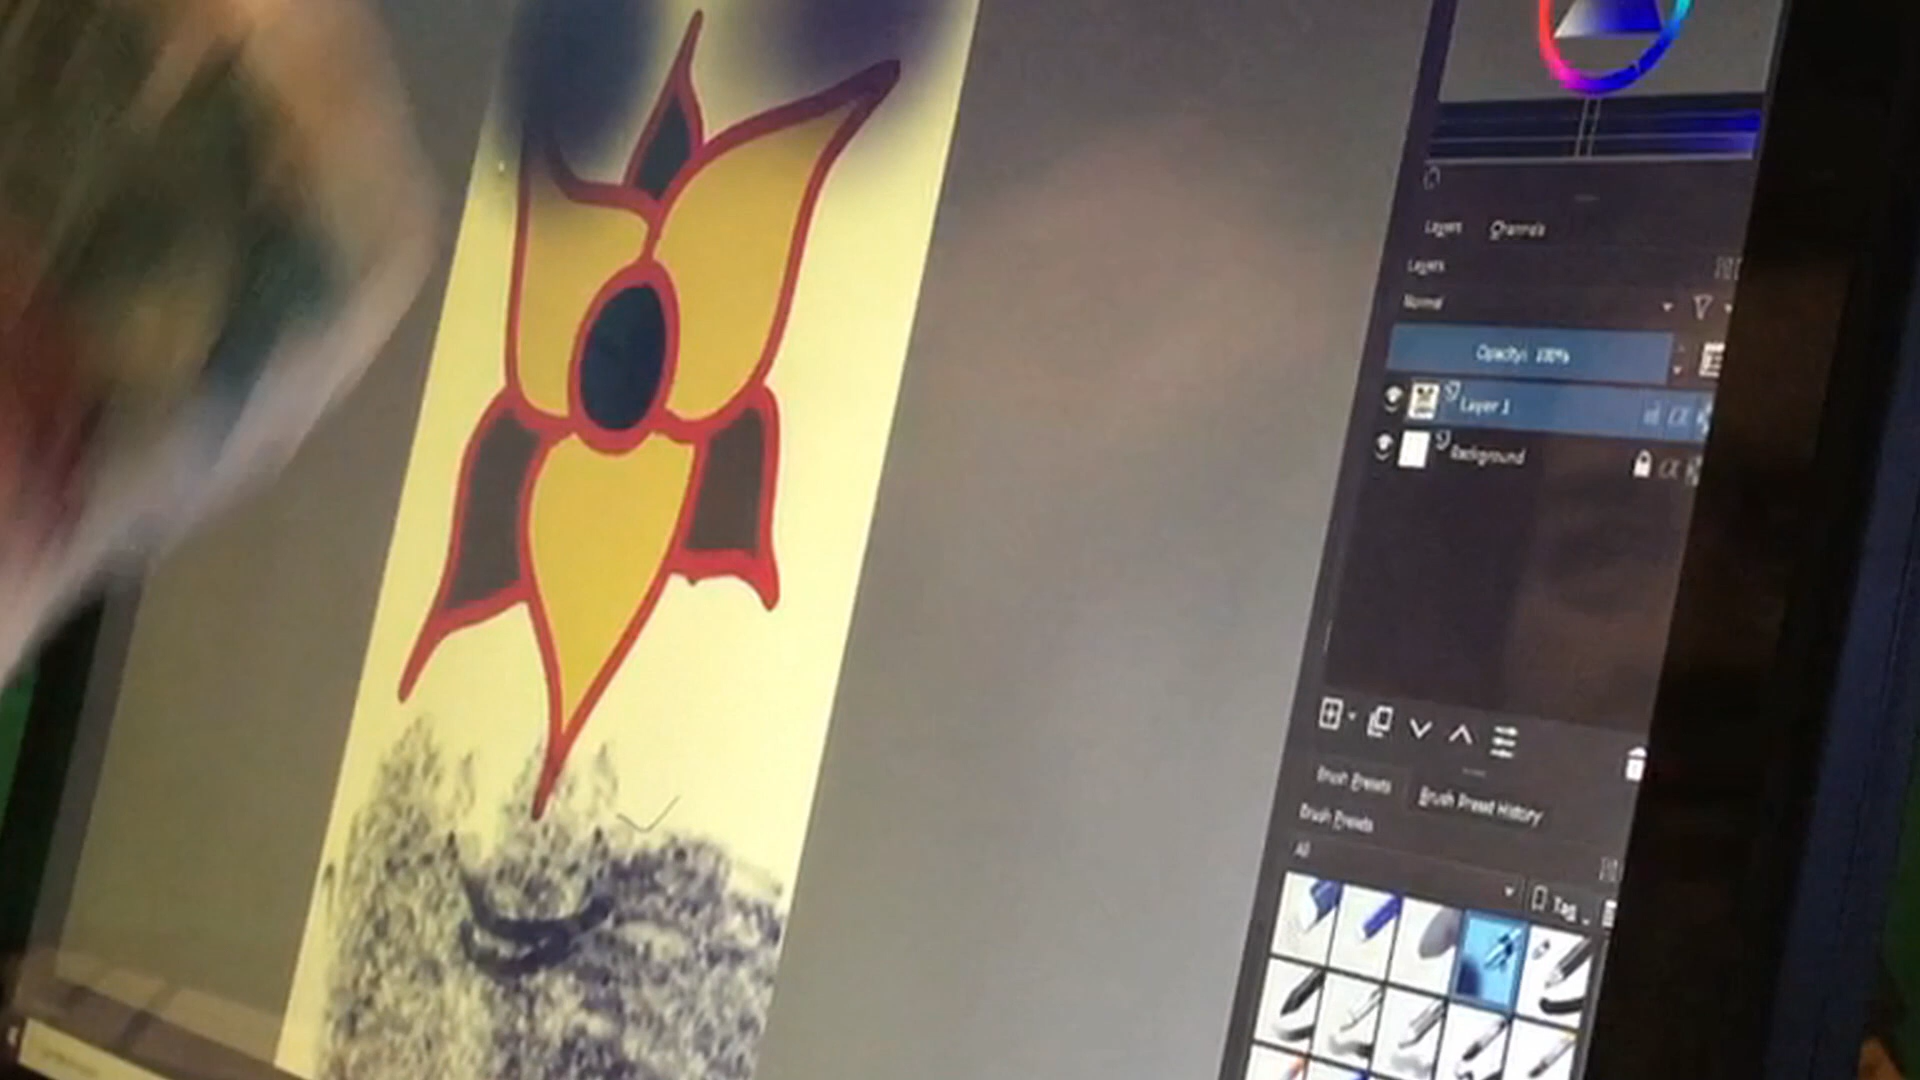 Layers Channels
Layers
Normal
Opacity: 100%
Layer 1
Background
Brush Presets Brush Preset History
Brush Presets
All
Tag